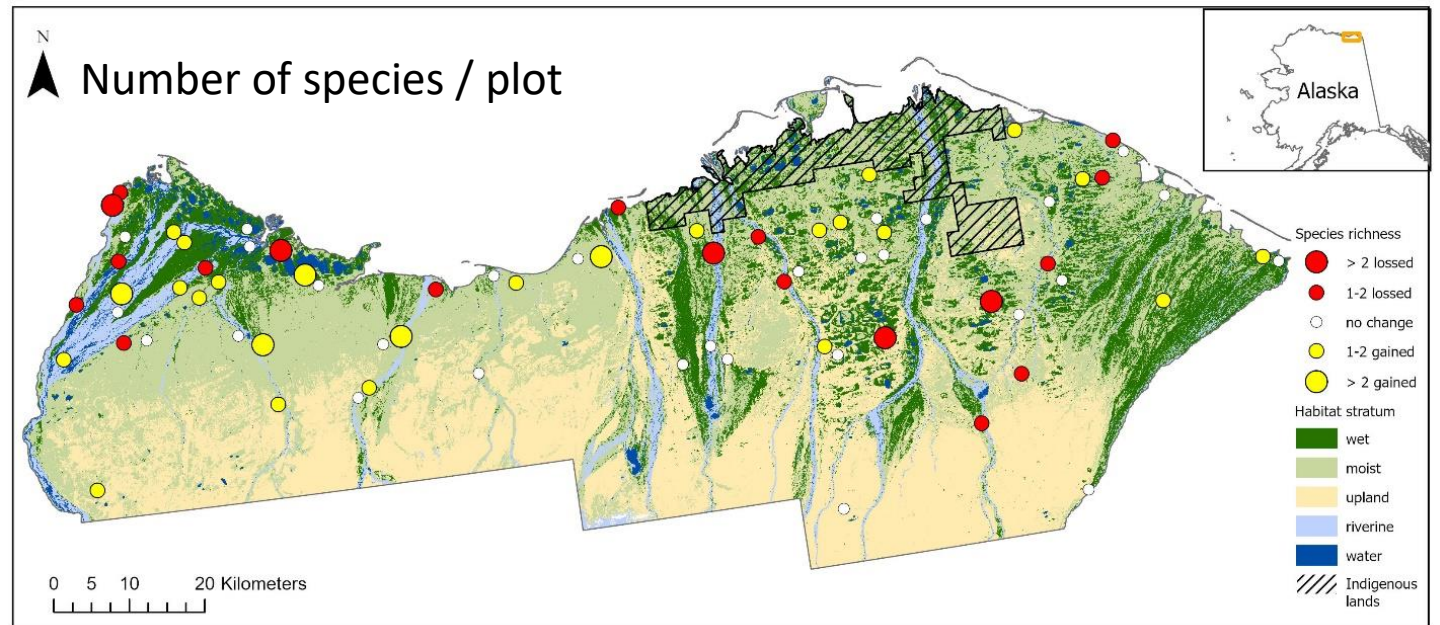 N
Number of species / plot
Alaska
Species richness
> 2 lossed
1-2 lossed
no change
1-2 gained
> 2 gained
Habitat stratum
wet
moist
upland
riverine
water
Indigenous
lands
0 5 10 20 Kilometers